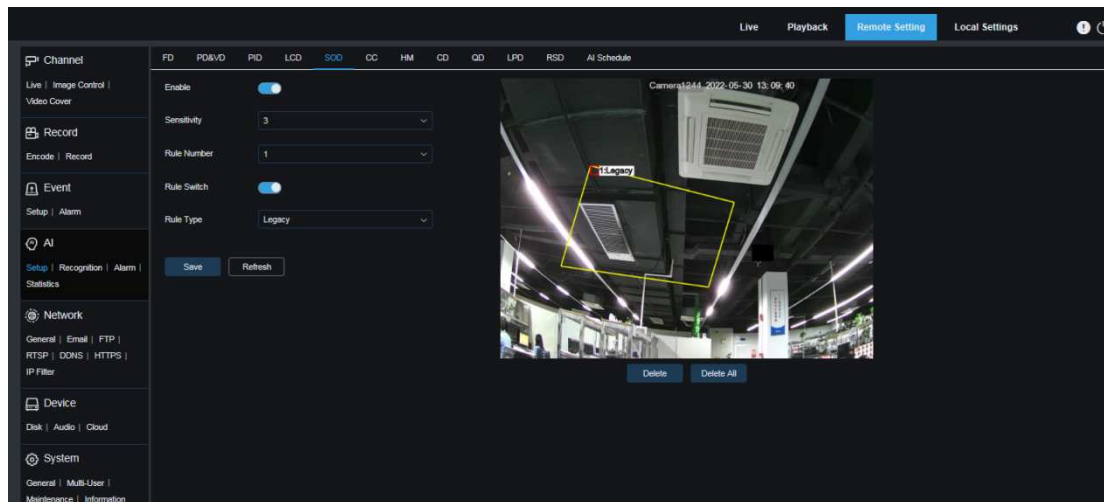 Live Playback Remote Setting Local Settings
Channel
Live | Image Control |
Video Cover
Record
Encode | Record
Event
Setup | Alarm
AI
Setup | Recognition | Alarm |
Statistics
Network
General | Email | FTP |
RTSP | DDNS | HTTPS |
IP Filter
Device
Disk | Audio | Cloud
System
General | Multi-User |
Maintenance | Information
FD PD&VD PID LCD SOD CC HM CD QD LPD RSD AI Schedule
Enable
Sensitivity 3
Rule Number 1
Rule Switch
Rule Type Legacy
Save Refresh
Camera1244 2022-05-30 13:09:40
1:Legacy
Delete Delete All